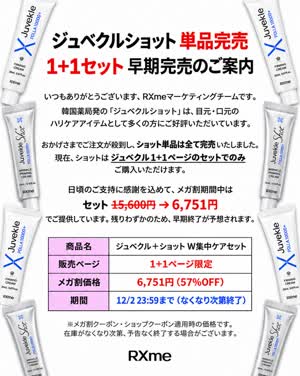 ジュベクルショット 単品完売
1+1セット 早期完売のご案内
いつもありがとうございます、RXmeマーケティングチームです。
韓国薬局発の「ジュベクルショット」は、目元・口元の
ハリケアアイテムとして多くの方にご好評いただいています。
おかげさまでご注文が殺到し、ショット単品は全て完売いたしました。
現在、ショットは ジュベクル1+1ページのセットでのみ
ご購入いただけます。
日頃のご支持に感謝を込めて、メガ割期間中は
セット 15,600円 → 6,751円
でご提供しています。残りわずかのため、早期終了が予想されます。
商品名 ジュベクル+ショット W集中ケアセット
販売ページ 1+1ページ限定
メガ割価格 6,751円（57%OFF）
期間 12/2 23:59まで（なくなり次第終了）
※メガ割クーポン・ショップクーポン適用時の価格です。
在庫がなくなり次第、予告なく終了する場合がございます。
RXme
Juvekle
Juvekle
Juvekle Shot
Juvekle Shot
Juvekle
Juvekle
Juvekle Shot
Juvekle Shot